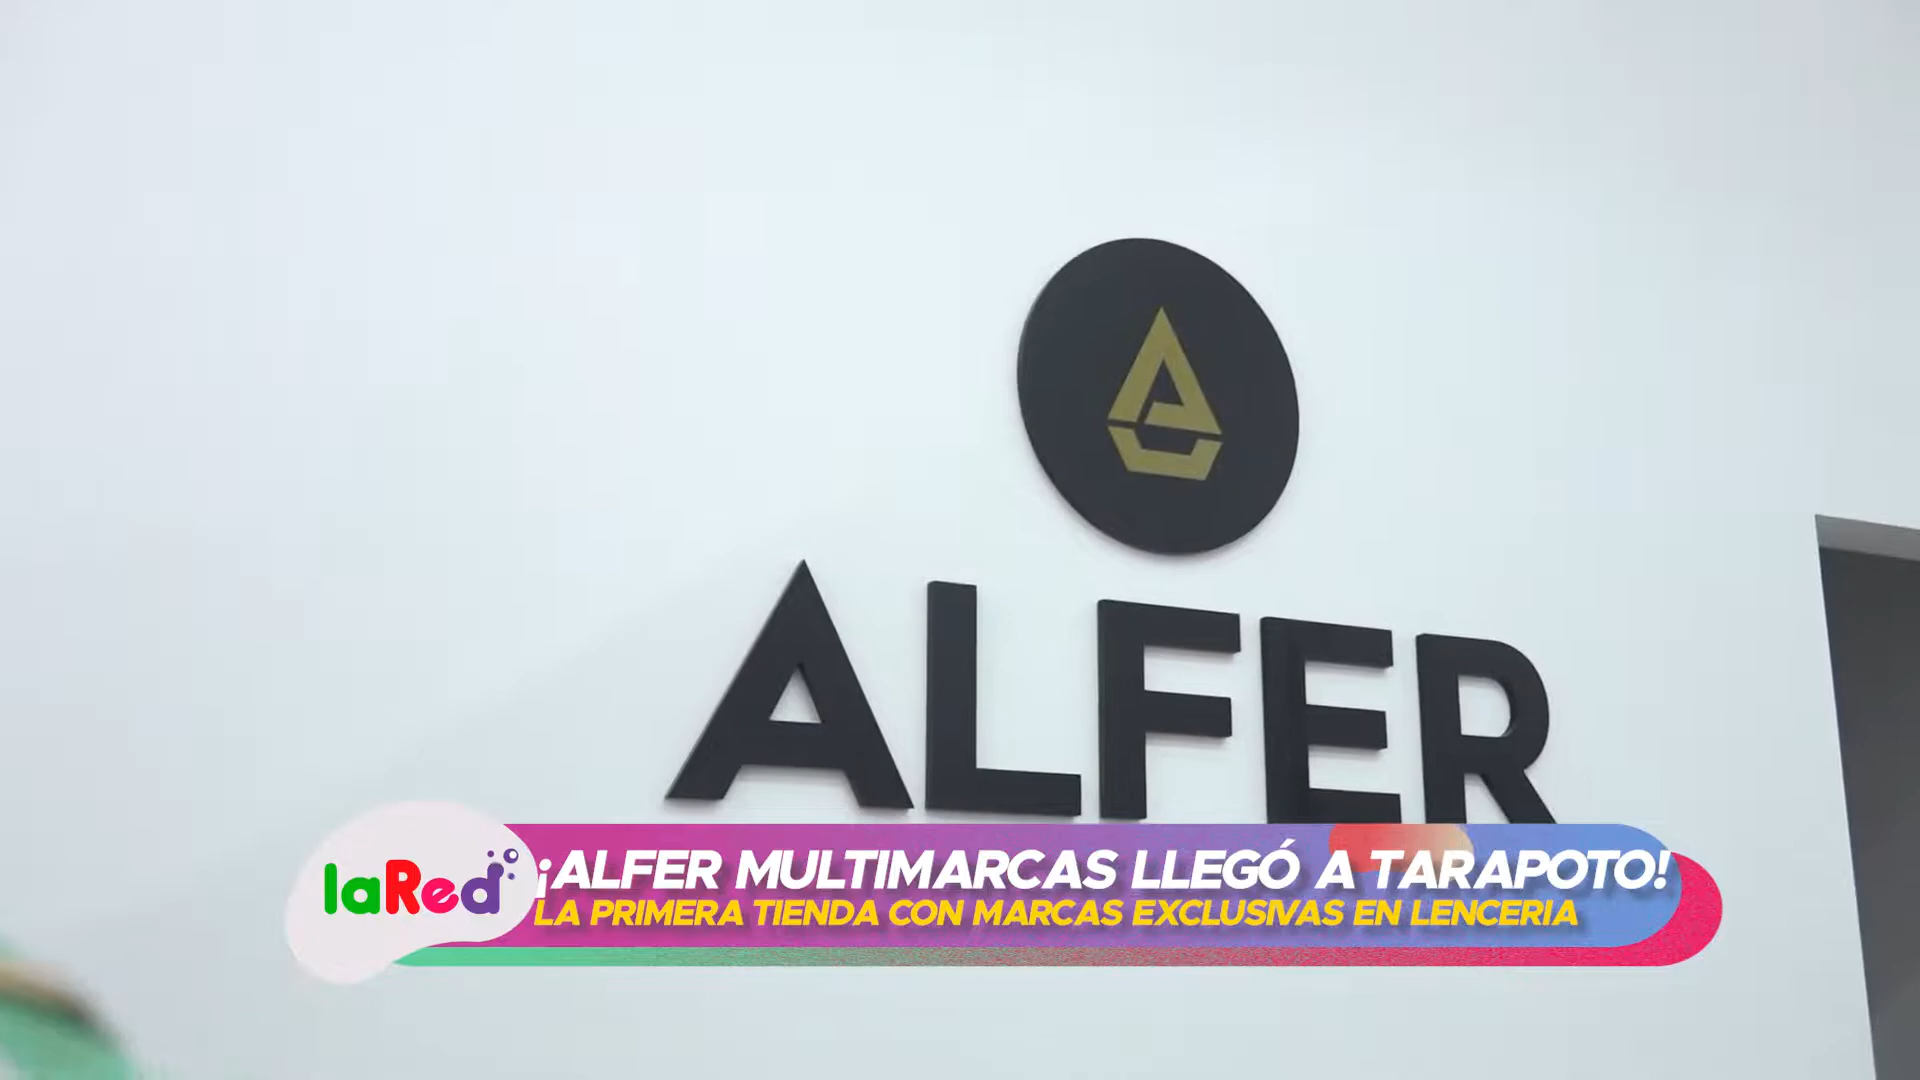 ALFER
laRed
¡ALFER MULTIMARCAS LLEGÓ A TARAPOTO!
LA PRIMERA TIENDA CON MARCAS EXCLUSIVAS EN LENCERIA